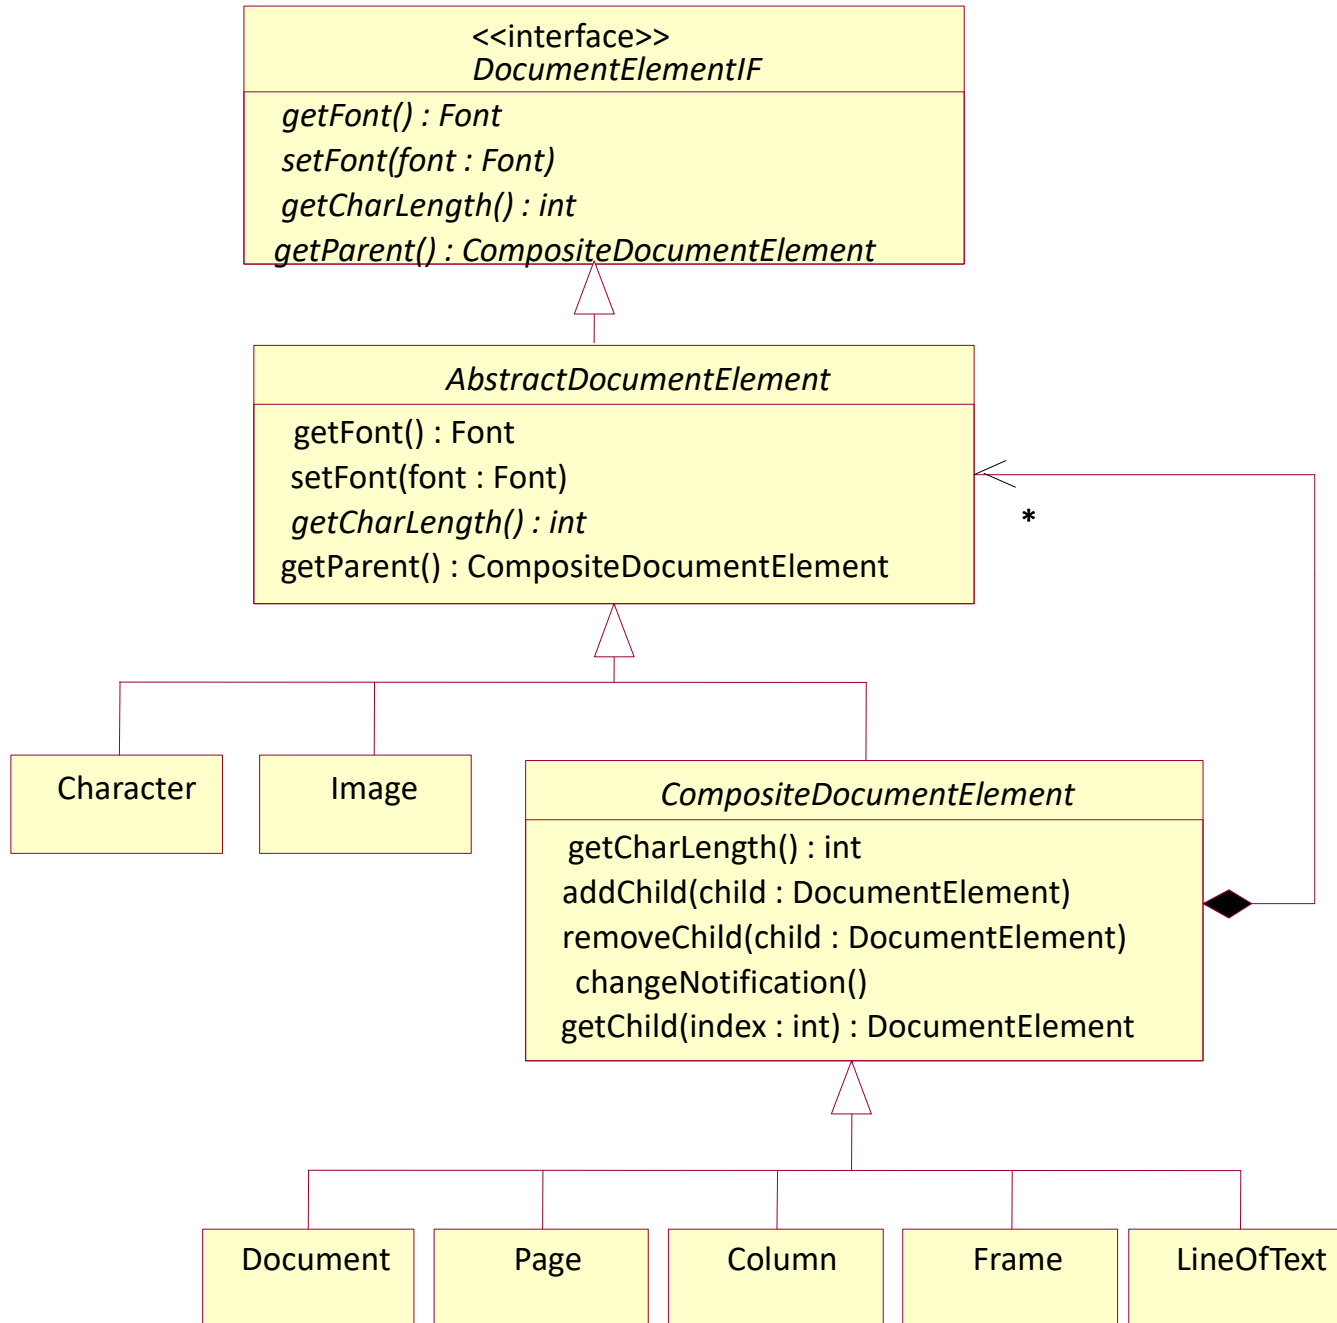 <<interface>>
DocumentElementIF
getFont() : Font
setFont(font : Font)
getCharLength() : int
getParent() : CompositeDocumentElement
AbstractDocumentElement
getFont() : Font
setFont(font : Font)
getCharLength() : int
getParent() : CompositeDocumentElement
*
Character
Image
CompositeDocumentElement
getCharLength() : int
addChild(child : DocumentElement)
removeChild(child : DocumentElement)
changeNotification()
getChild(index : int) : DocumentElement
Document
Page
Column
Frame
LineOfText